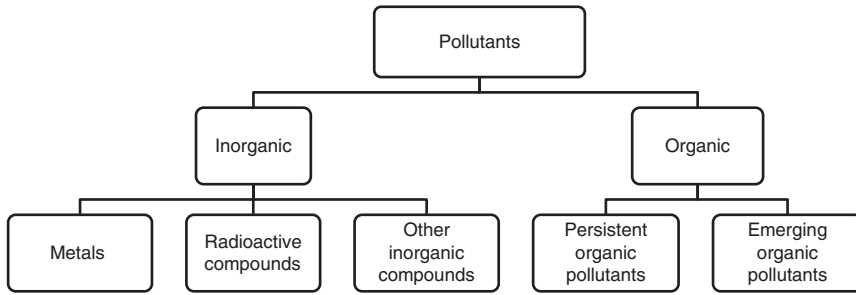 Pollutants
Inorganic
Organic
Metals
Radioactive
compounds
Other
inorganic
compounds
Persistent
organic
pollutants
Emerging
organic
pollutants